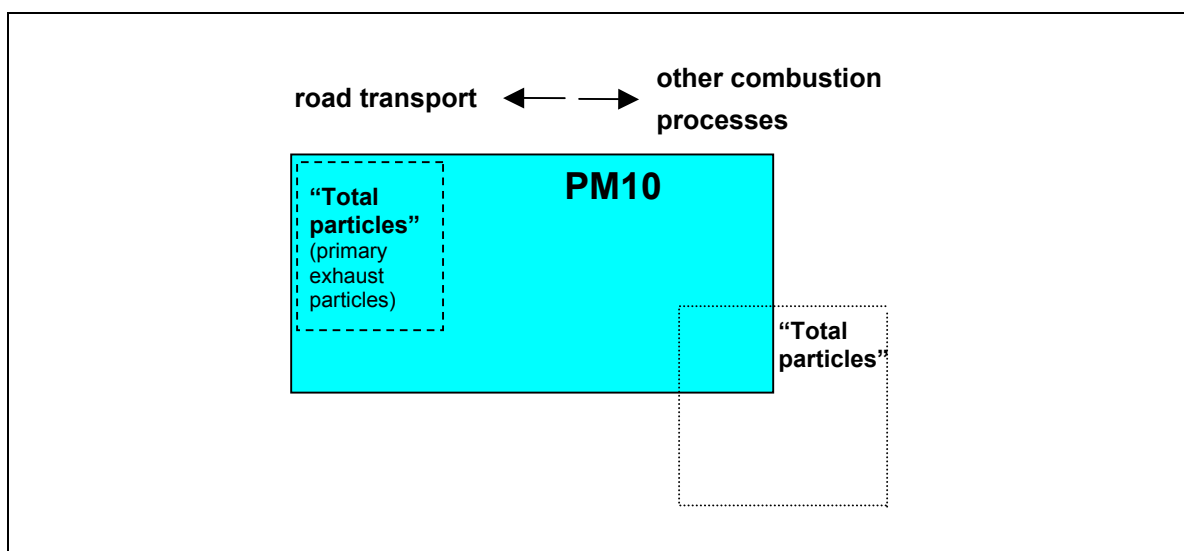 road transport
other combustion
processes
PM10
“Total
particles”
(primary
exhaust
particles)
“Total
particles”